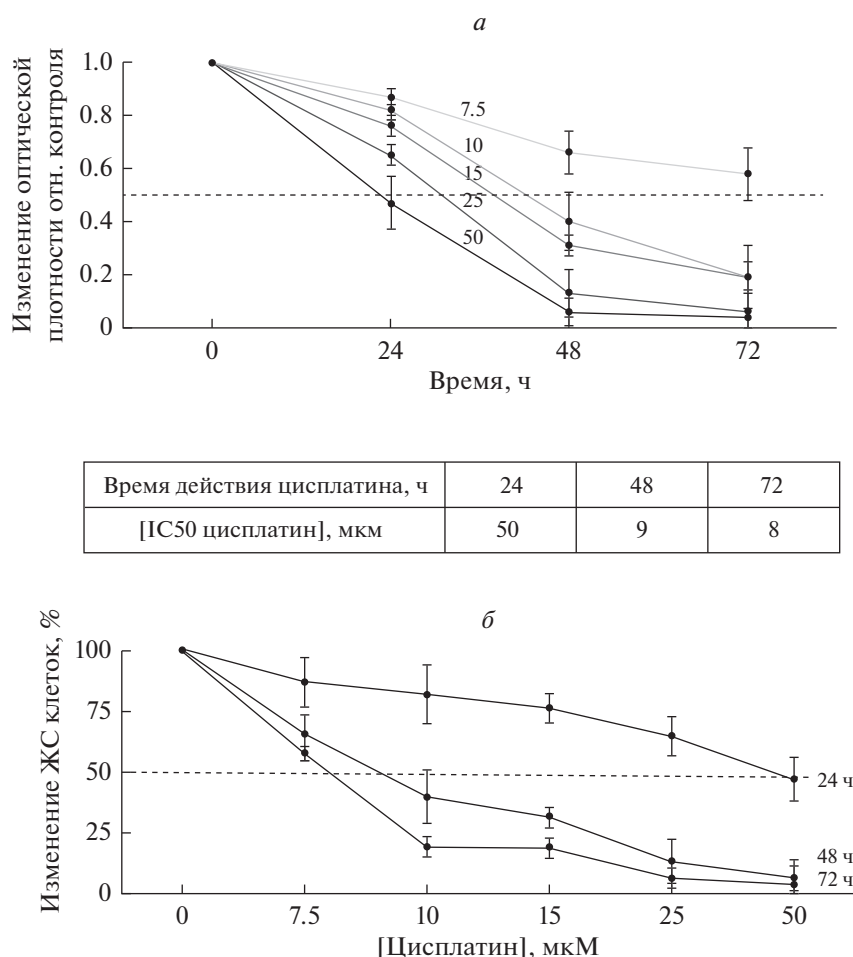 а
Изменение оптической
плотности отн. контроля
1.0
0.8
0.6
0.4
0.2
0
7.5
10
15
25
50
0 24 48 72
Время, ч
Время действия цисплатина, ч 24 48 72
[IC50 цисплатин], мкм 50 9 8
б
Изменение ЖС клеток, %
100
75
50
25
0
24 ч
48 ч
72 ч
0 7.5 10 15 25 50
[Цисплатин], мкМ